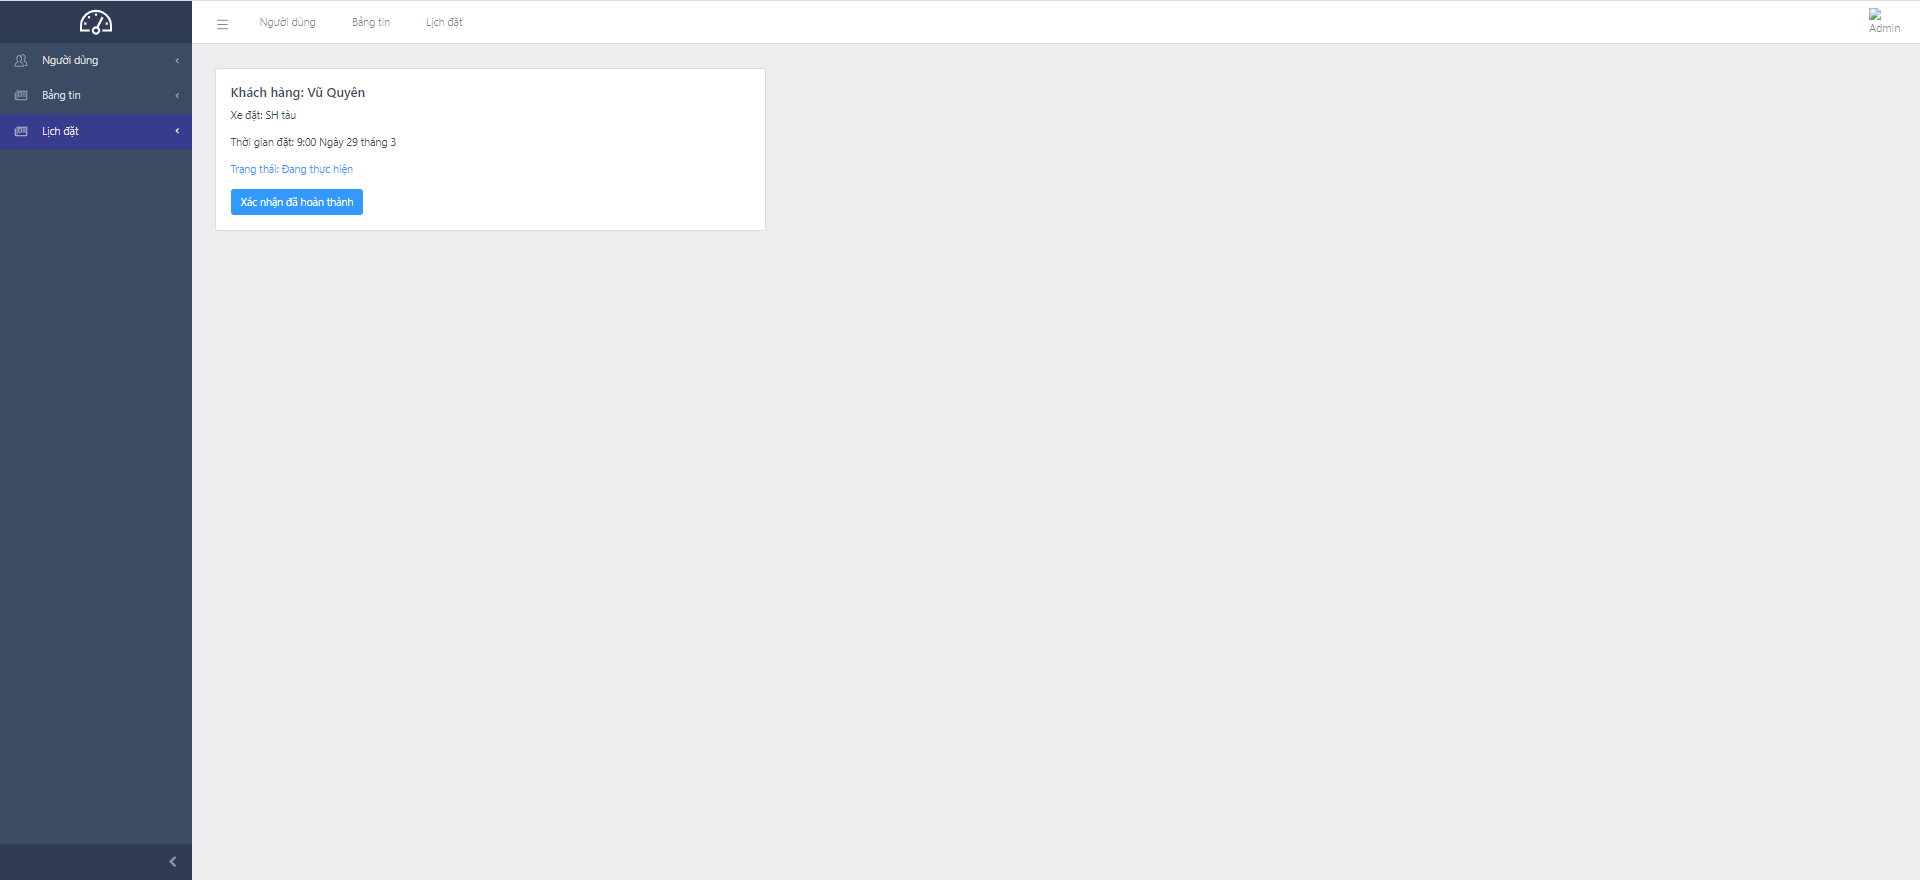 Người dùng
Bảng tin
Lịch đặt
Người dùng
Bảng tin
Lịch đặt
Admin
Khách hàng: Vũ Quyên
Xe đặt: SH tàu
Thời gian đặt: 9:00 Ngày 29 tháng 3
Trạng thái: Đang thực hiện
Xác nhận đã hoàn thành